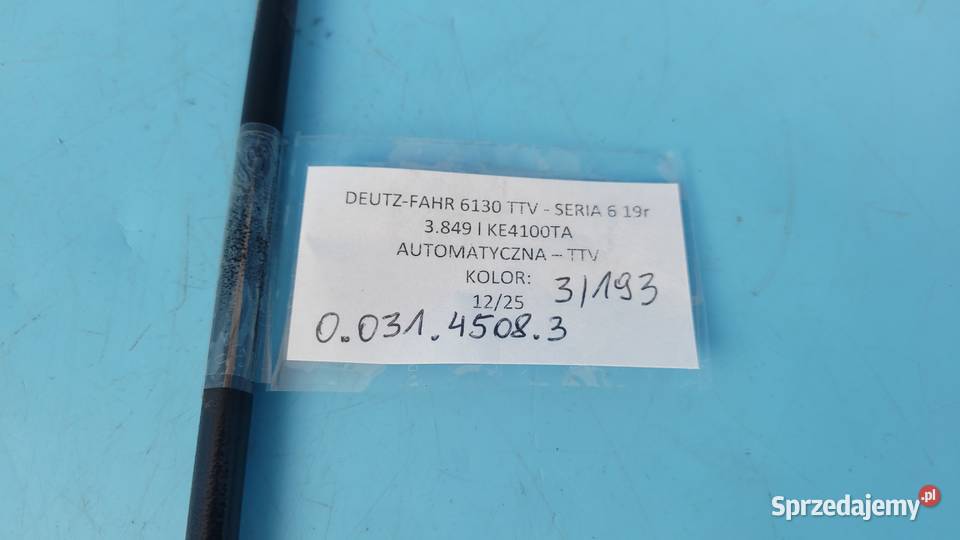 DEUTZ-FAHR 6130 TTV - SERIA 6 19r
3.849 l KE4100TA
AUTOMATYCZNA – TTV
KOLOR:
12/25 3/193
0.031.4508.3
Sprzedajemy.pl